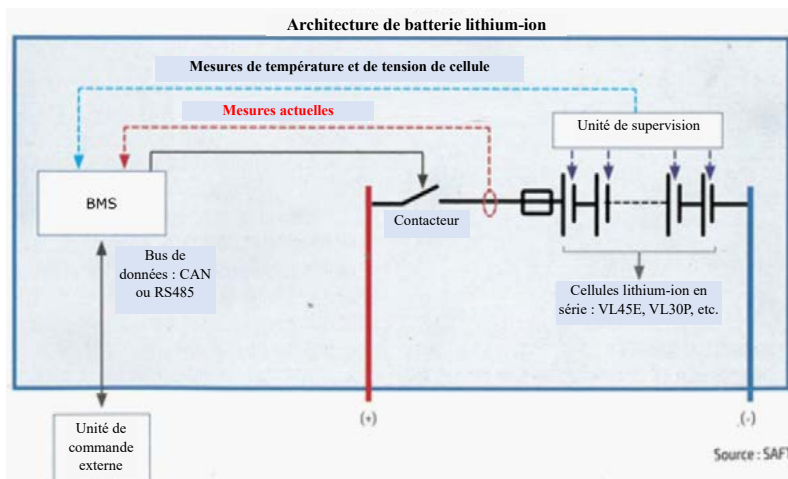 Architecture de batterie lithium-ion
Mesures de température et de tension de cellule
Mesures actuelles
Unité de supervision
BMS
Contacteur
Bus de
données : CAN
ou RS485
Cellules lithium-ion en
série : VL45E, VL30P, etc.
(+)
(-)
Unité de
commande
externe
Source : SAFT